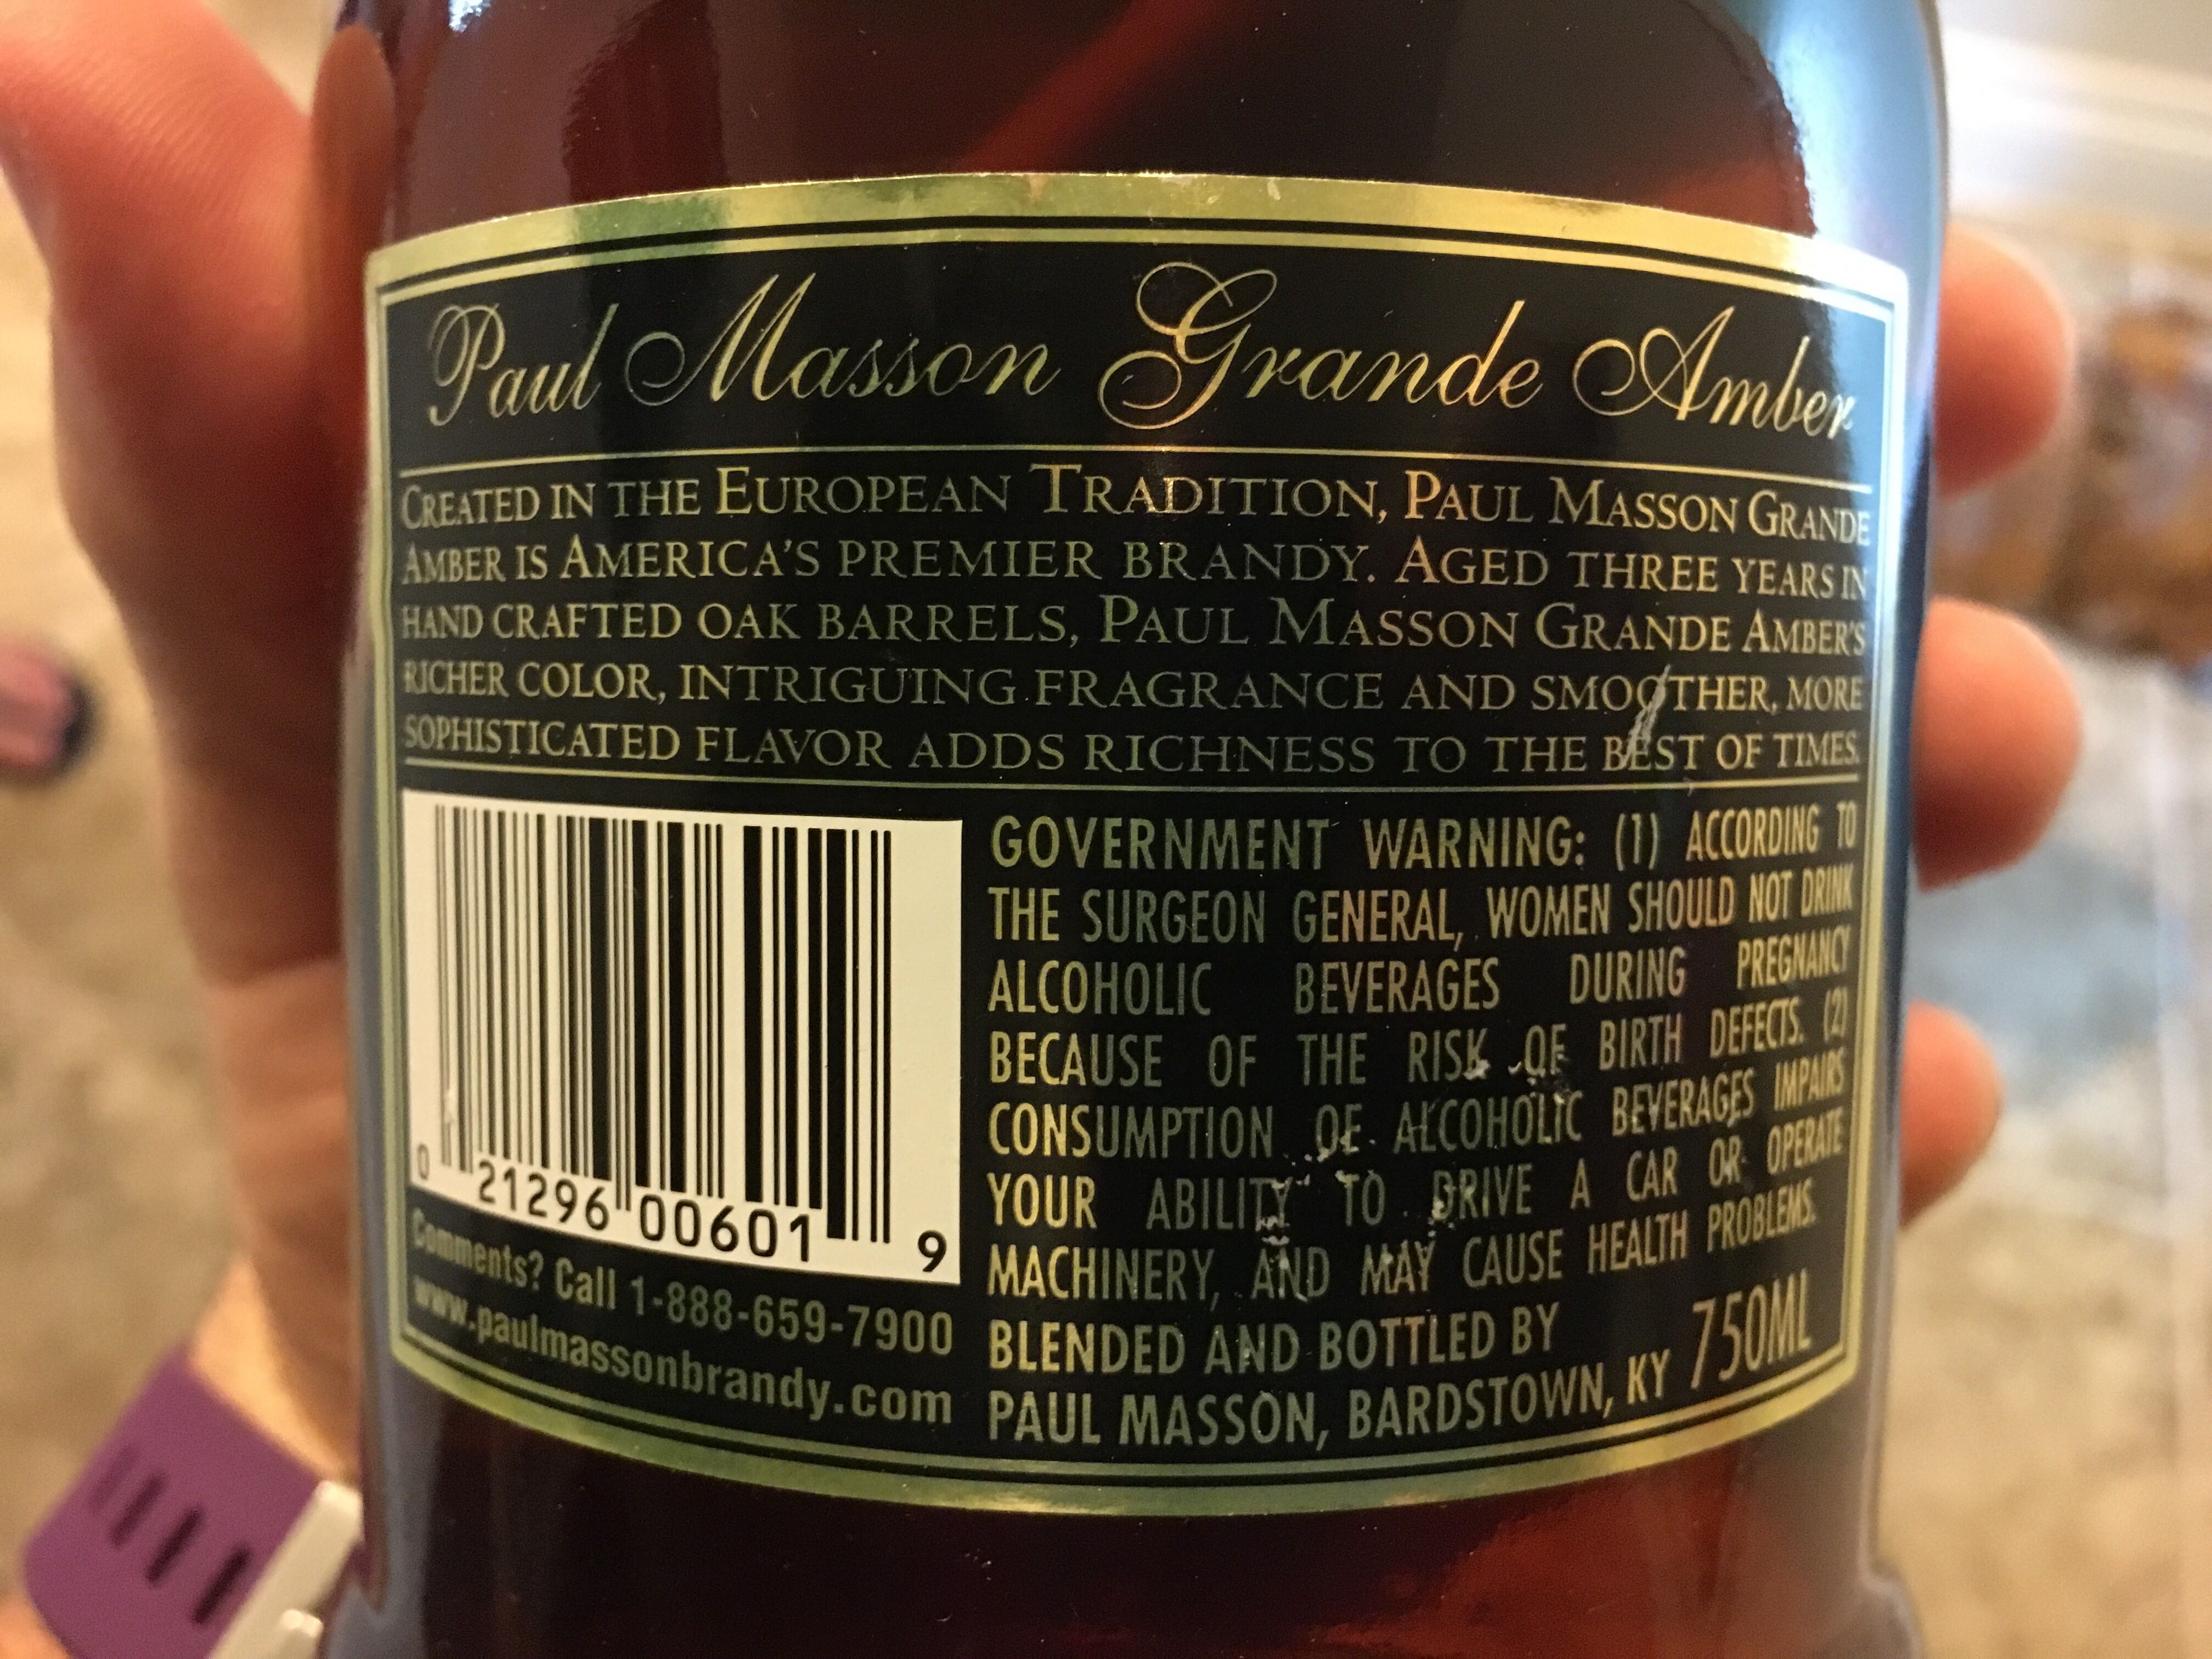 Paul Masson Grande Amber
CREATED IN THE EUROPEAN TRADITION, PAUL MASSON GRANDE
AMBER IS AMERICA'S PREMIER BRANDY. AGED THREE YEARS IN
HAND CRAFTED OAK BARRELS, PAUL MASSON GRANDE AMBER'S
RICHER COLOR, INTRIGUING FRAGRANCE AND SMOOTHER, MORE
SOPHISTICATED FLAVOR ADDS RICHNESS TO THE BEST OF TIMES.
0 21296 00601 9
Comments? Call 1-888-659-7900
www.paulmassonbrandy.com
GOVERNMENT WARNING: (1) ACCORDING TO
THE SURGEON GENERAL, WOMEN SHOULD NOT DRINK
ALCOHOLIC BEVERAGES DURING PREGNANCY
BECAUSE OF THE RISK OF BIRTH DEFECTS. (2)
CONSUMPTION OF ALCOHOLIC BEVERAGES IMPAIRS
YOUR ABILITY TO DRIVE A CAR OR OPERATE
MACHINERY, AND MAY CAUSE HEALTH PROBLEMS.
BLENDED AND BOTTLED BY
PAUL MASSON, BARDSTOWN, KY 750ML